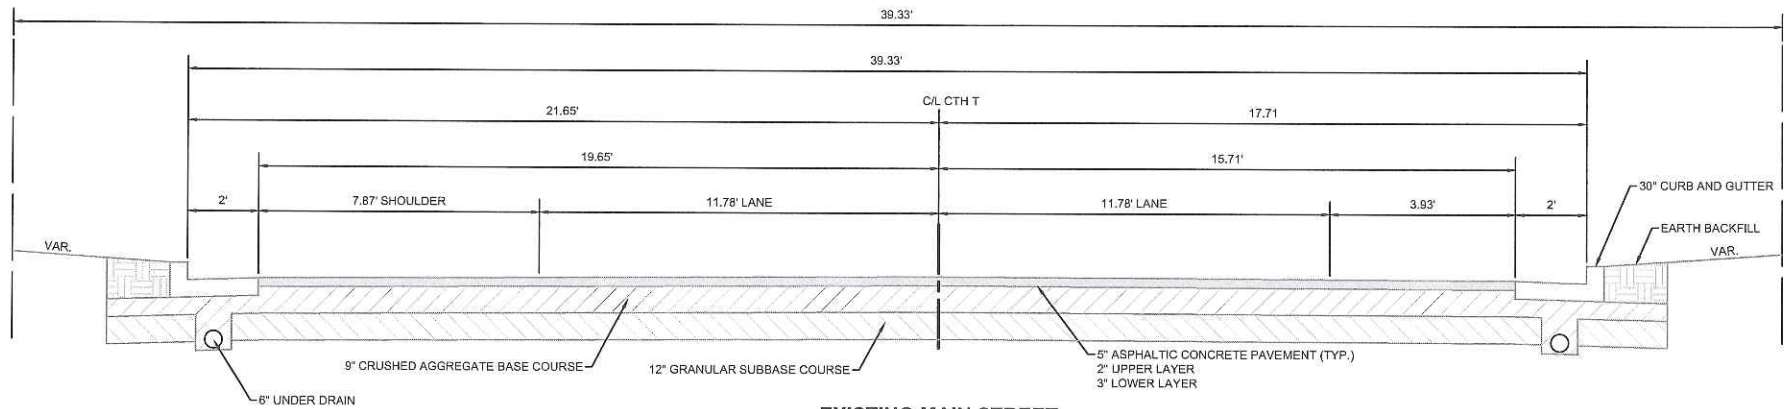 39.33'
39.33'
C/L CTH T
21.65'
17.71
19.65'
15.71'
2'
7.87' SHOULDER
11.78' LANE
11.78' LANE
3.93'
2'
30" CURB AND GUTTER
EARTH BACKFILL
VAR.
VAR.
9" CRUSHED AGGREGATE BASE COURSE
12" GRANULAR SUBBASE COURSE
5" ASPHALTIC CONCRETE PAVEMENT (TYP.)
2" UPPER LAYER
3" LOWER LAYER
6" UNDER DRAIN
EXISTING MAIN STREET